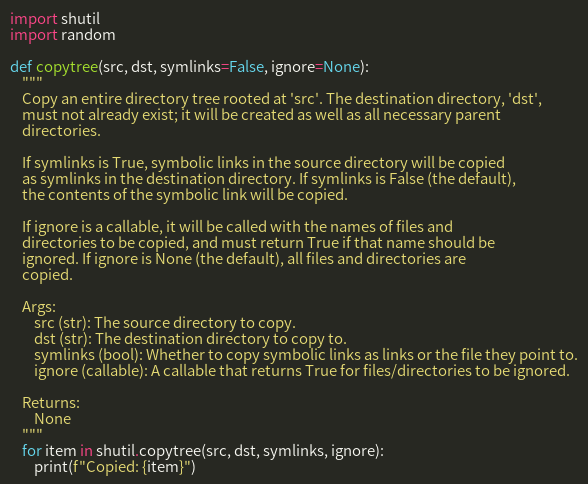 import shutil
import random

def copytree(src, dst, symlinks=False, ignore=None):
    """
    Copy an entire directory tree rooted at 'src'. The destination directory, 'dst',
    must not already exist; it will be created as well as all necessary parent
    directories.

    If symlinks is True, symbolic links in the source directory will be copied
    as symlinks in the destination directory. If symlinks is False (the default),
    the contents of the symbolic link will be copied.

    If ignore is a callable, it will be called with the names of files and
    directories to be copied, and must return True if that name should be
    ignored. If ignore is None (the default), all files and directories are
    copied.

    Args:
        src (str): The source directory to copy.
        dst (str): The destination directory to copy to.
        symlinks (bool): Whether to copy symbolic links as links or the file they point to.
        ignore (callable): A callable that returns True for files/directories to be ignored.

    Returns:
        None
    """
    for item in shutil.copytree(src, dst, symlinks, ignore):
        print(f"Copied: {item}")